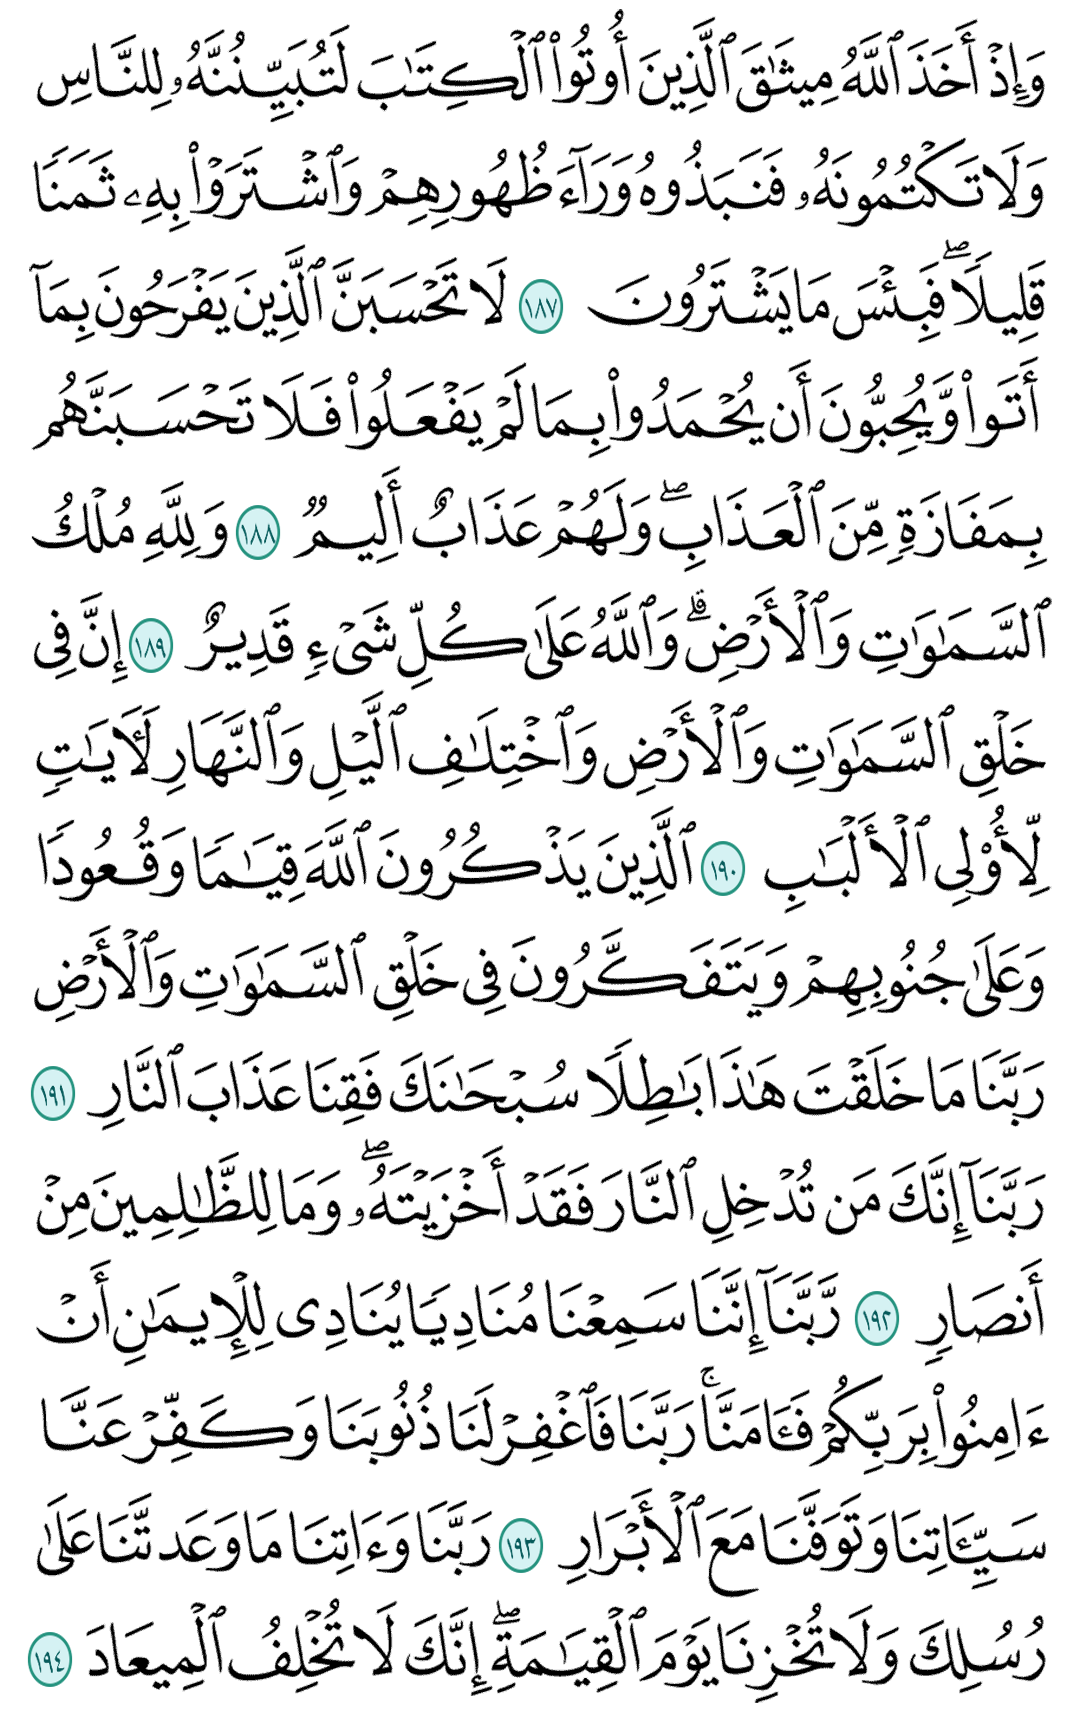 وَإِذْ أَخَذَ ٱللَّهُ مِيثَٰقَ ٱلَّذِينَ أُوتُوا۟ ٱلْكِتَٰبَ لَتُبَيِّنُنَّهُۥ لِلنَّاسِ
وَلَا تَكْتُمُونَهُۥ فَنَبَذُوهُ وَرَآءَ ظُهُورِهِمْ وَٱشْتَرَوْا۟ بِهِۦ ثَمَنًا
قَلِيلًا ۖ فَبِئْسَ مَا يَشْتَرُونَ ١٨٧ لَا تَحْسَبَنَّ ٱلَّذِينَ يَفْرَحُونَ بِمَآ
أَتَوا۟ وَّيُحِبُّونَ أَن يُحْمَدُوا۟ بِمَا لَمْ يَفْعَلُوا۟ فَلَا تَحْسَبَنَّهُم
بِمَفَازَةٍ مِّنَ ٱلْعَذَابِ ۖ وَلَهُمْ عَذَابٌ أَلِيمٌ ١٨٨ وَلِلَّهِ مُلْكُ
ٱلسَّمَٰوَٰتِ وَٱلْأَرْضِ ۗ وَٱللَّهُ عَلَىٰ كُلِّ شَىْءٍ قَدِيرٌ ١٨٩ إِنَّ فِى
خَلْقِ ٱلسَّمَٰوَٰتِ وَٱلْأَرْضِ وَٱخْتِلَٰفِ ٱلَّيْلِ وَٱلنَّهَارِ لَـَٔايَٰتٍ
لِّأُو۟لِى ٱلْأَلْبَٰبِ ١٩٠ ٱلَّذِينَ يَذْكُرُونَ ٱللَّهَ قِيَٰمًا وَقُعُودًا
وَعَلَىٰ جُنُوبِهِمْ وَيَتَفَكَّرُونَ فِى خَلْقِ ٱلسَّمَٰوَٰتِ وَٱلْأَرْضِ
رَبَّنَا مَا خَلَقْتَ هَٰذَا بَٰطِلًا سُبْحَٰنَكَ فَقِنَا عَذَابَ ٱلنَّارِ ١٩١
رَبَّنَآ إِنَّكَ مَن تُدْخِلِ ٱلنَّارَ فَقَدْ أَخْزَيْتَهُۥ ۖ وَمَا لِلظَّٰلِمِينَ مِنْ
أَنصَارٍ ١٩٢ رَّبَّنَآ إِنَّنَا سَمِعْنَا مُنَادِيًا يُنَادِى لِلْإِيمَٰنِ أَنْ
ءَامِنُوا۟ بِرَبِّكُمْ فَـَٔامَنَّا ۚ رَبَّنَا فَٱغْفِرْ لَنَا ذُنُوبَنَا وَكَفِّرْ عَنَّا
سَيِّـَٔاتِنَا وَتَوَفَّنَا مَعَ ٱلْأَبْرَارِ ١٩٣ رَبَّنَا وَءَاتِنَا مَا وَعَدتَّنَا عَلَىٰ
رُسُلِكَ وَلَا تُخْزِنَا يَوْمَ ٱلْقِيَٰمَةِ ۖ إِنَّكَ لَا تُخْلِفُ ٱلْمِيعَادَ ١٩٤